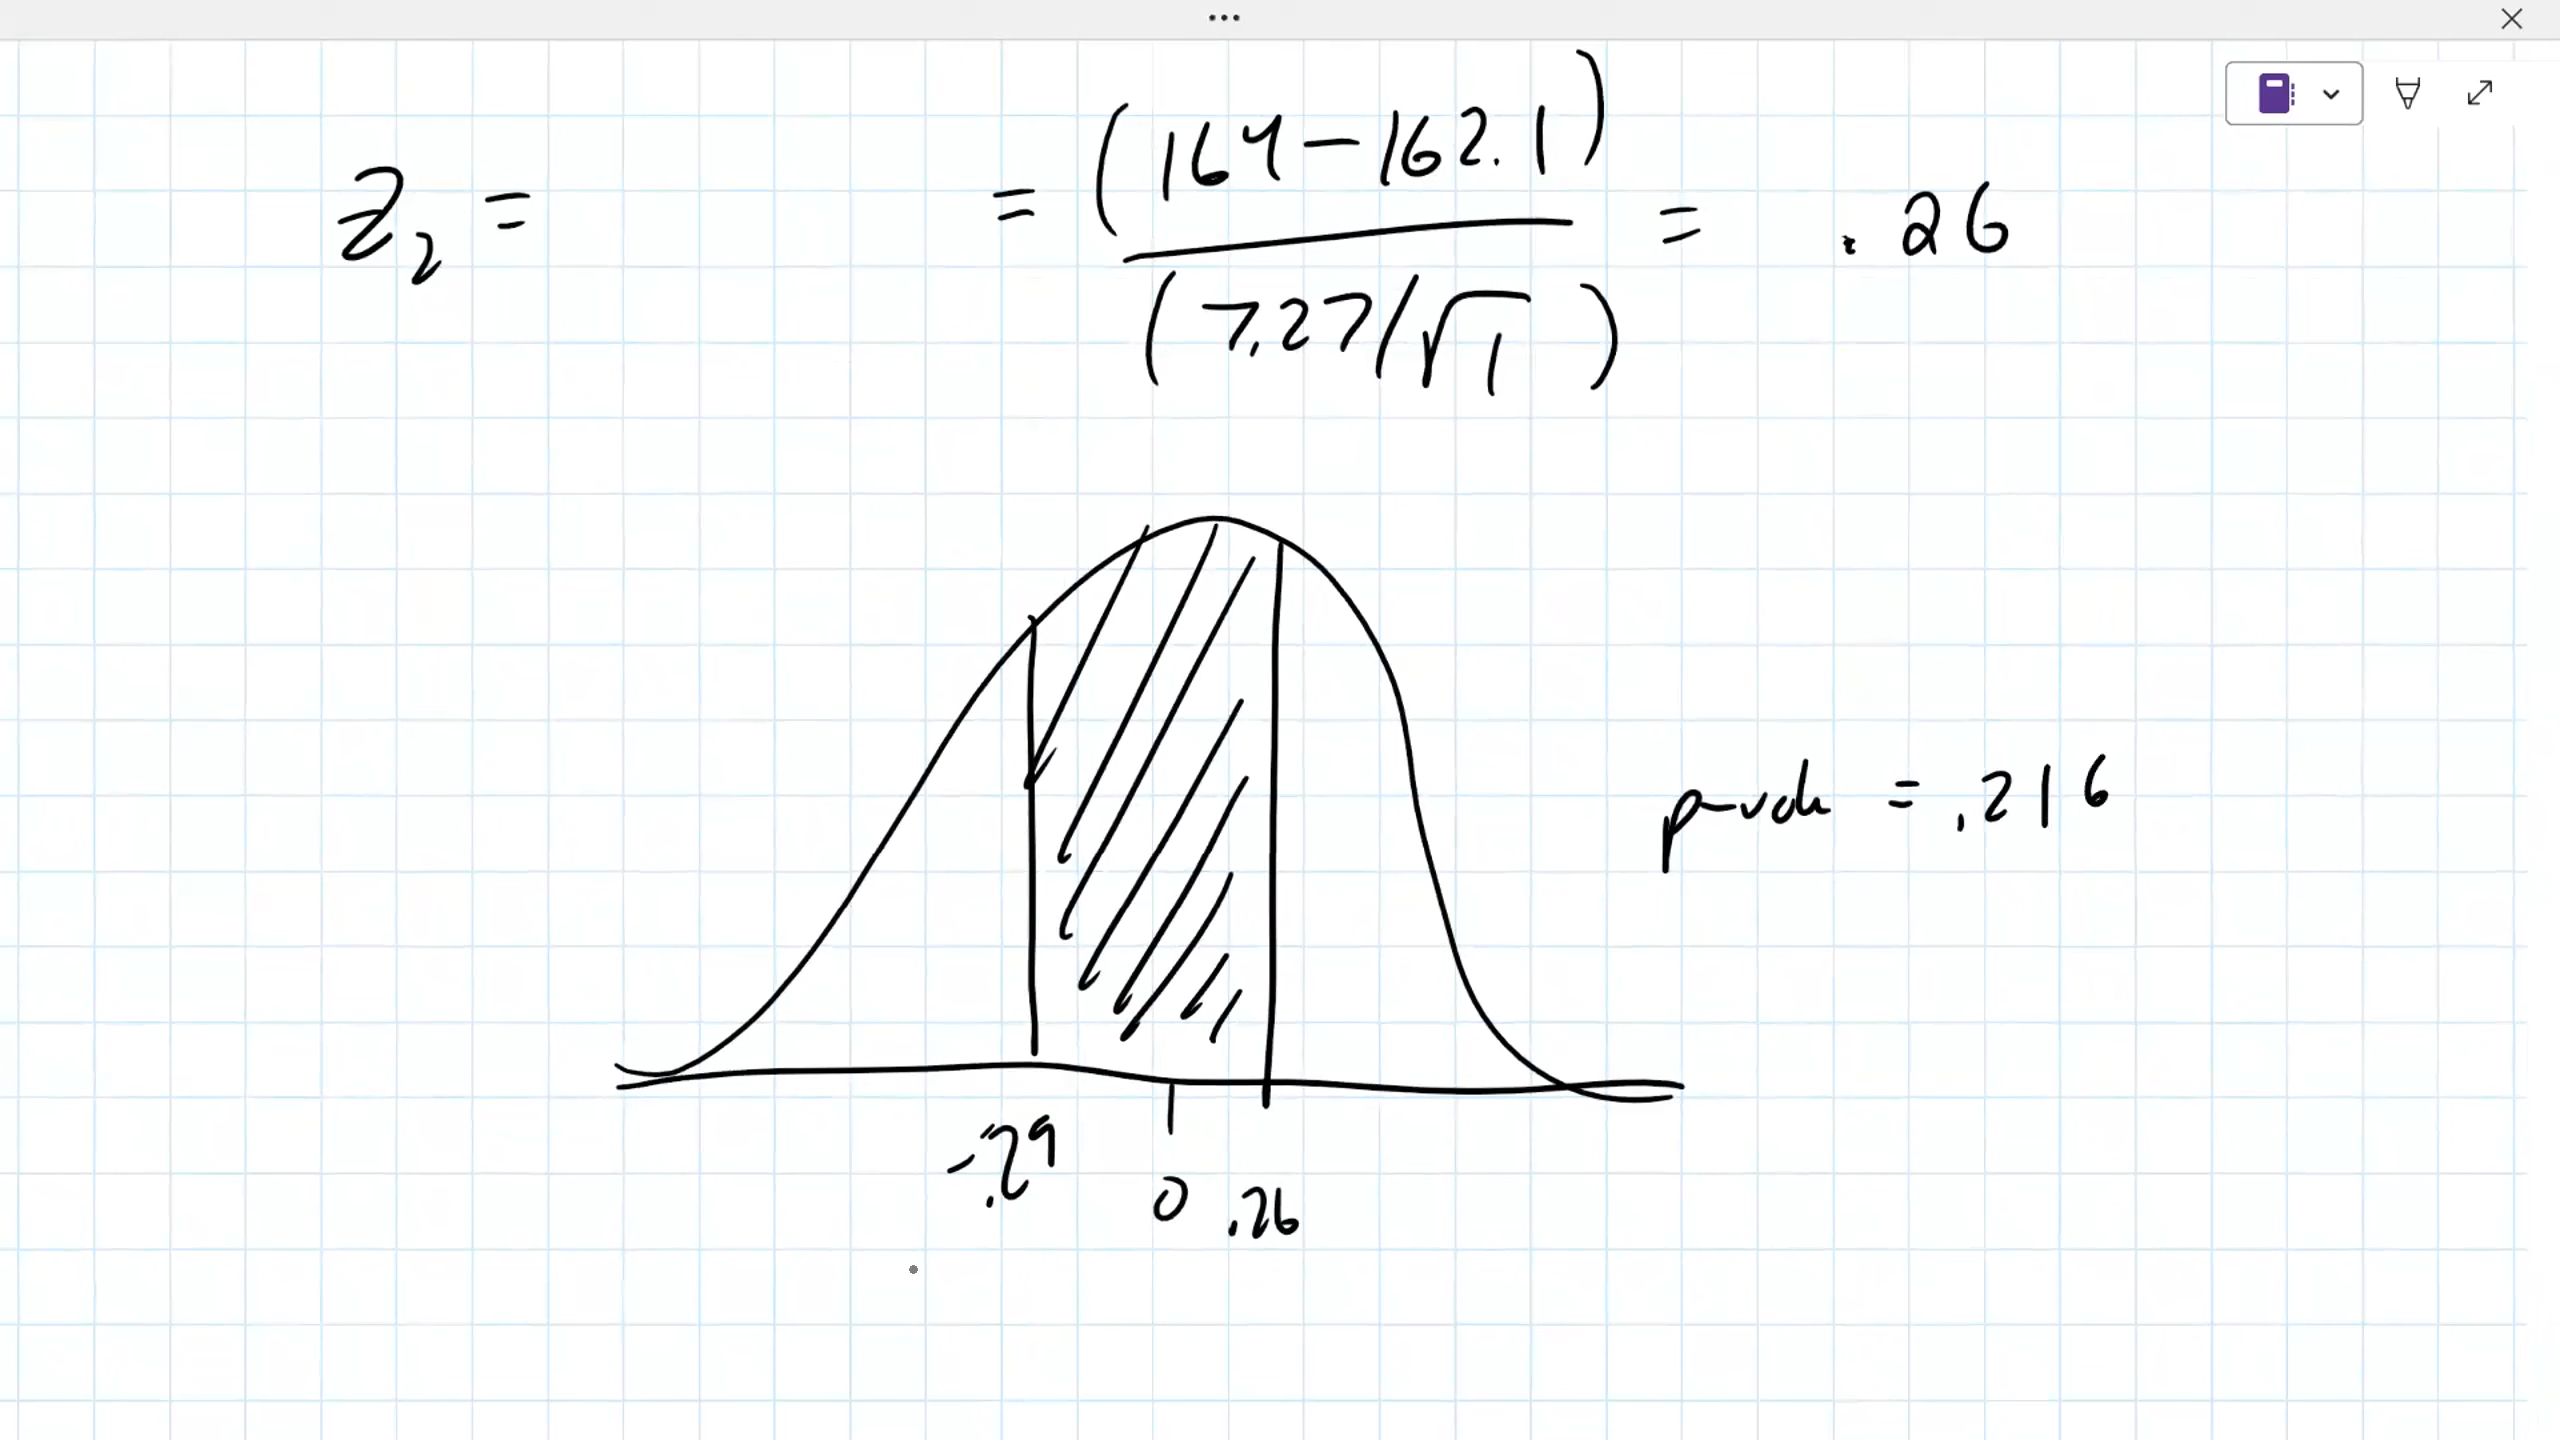 Z₂ = = (164 - 162.1) / (7.27/√1) = .26
p-val = .216
-.29 0 .26